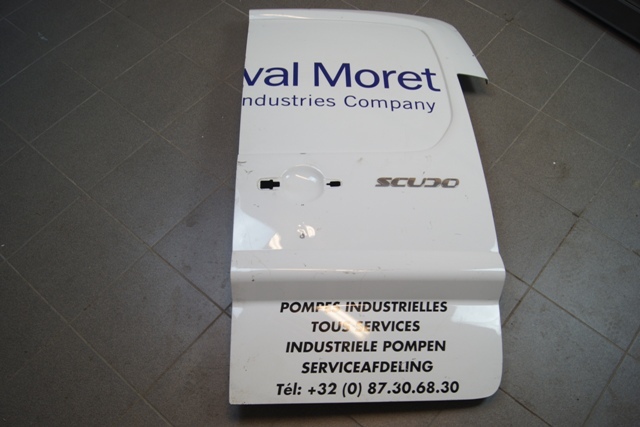 val Moret
ndustries Company
SCUDO
POMPES INDUSTRIELLES
TOUS SERVICES
INDUSTRIELE POMPEN
SERVICEAFDELING
Tél: +32 (0) 87.30.68.30